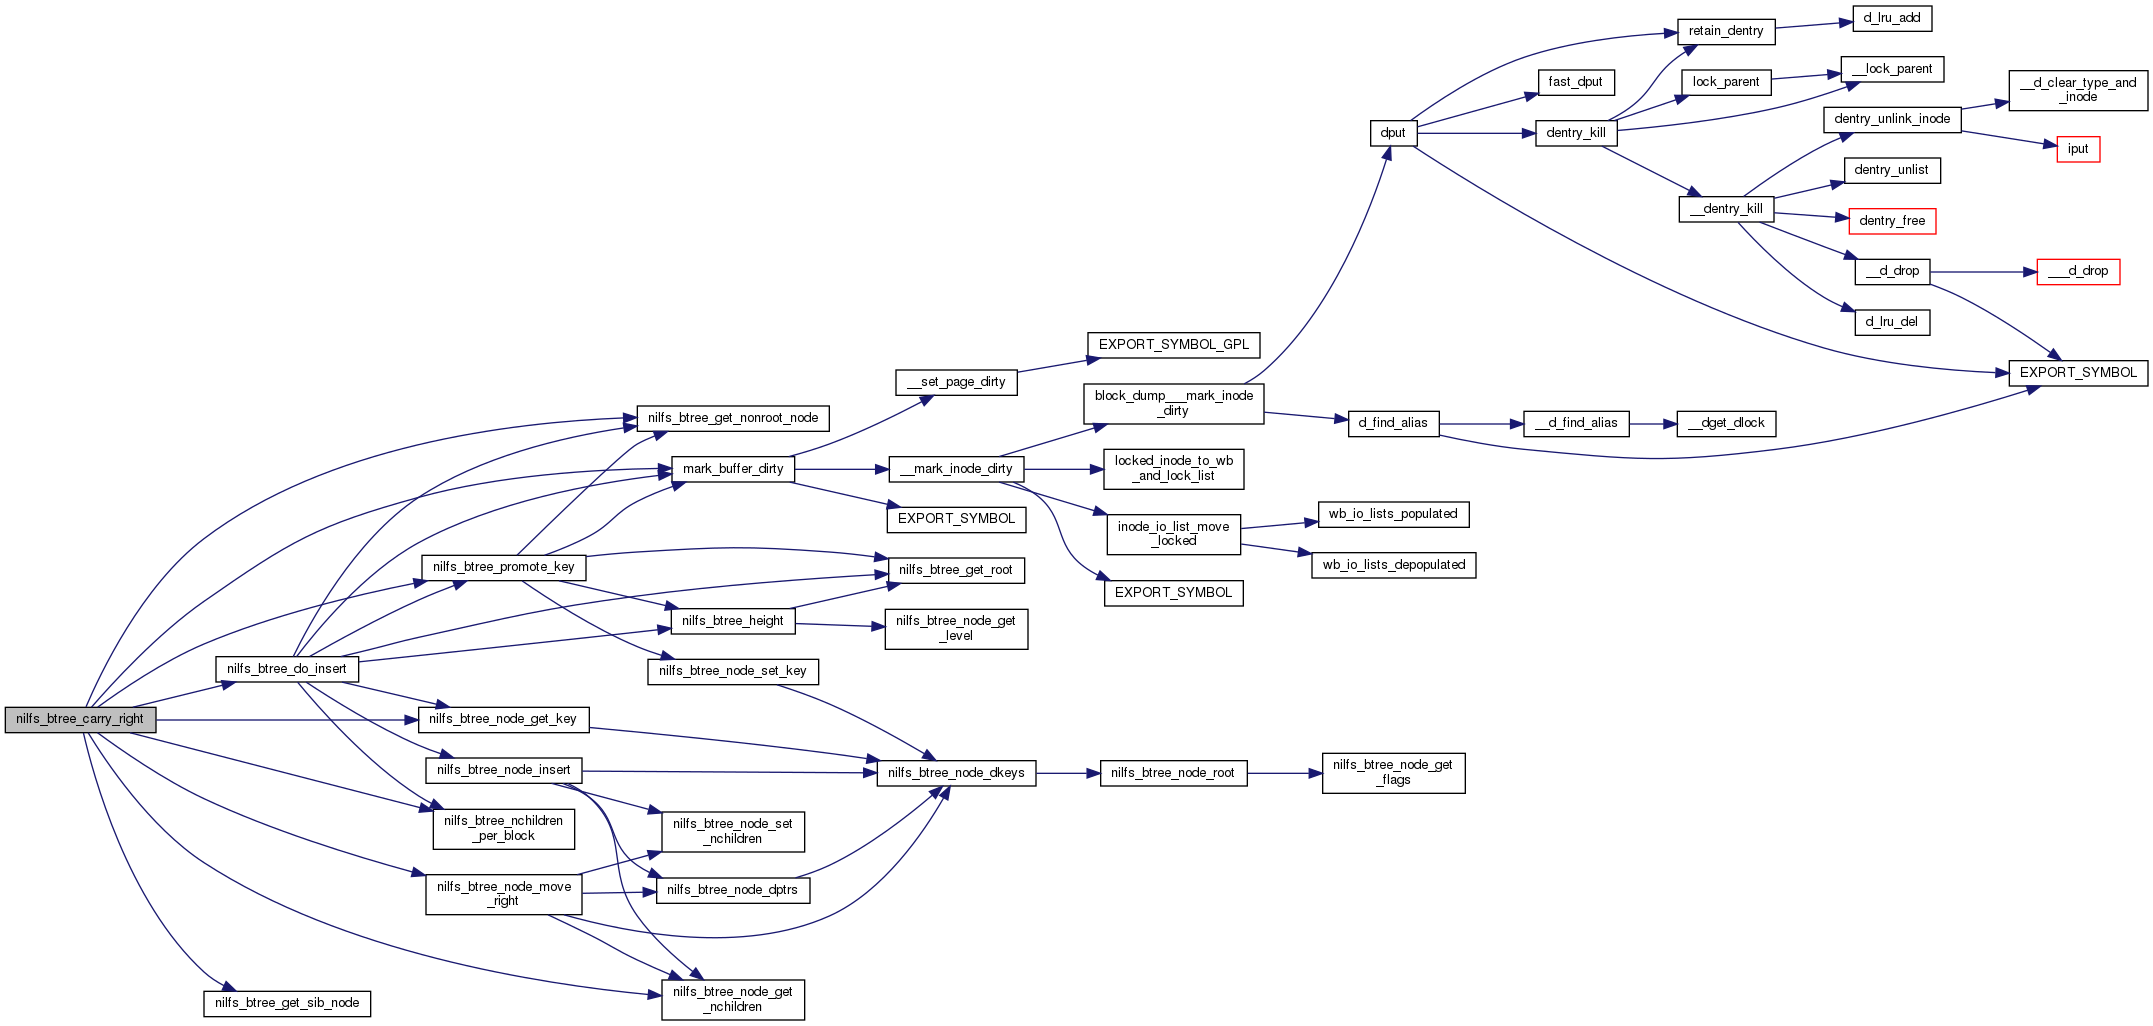 d_lru_add
retain_dentry
__lock_parent
fast_dput
lock_parent
__d_clear_type_and
_inode
dput
dentry_kill
dentry_unlink_inode
iput
dentry_unlist
__dentry_kill
dentry_free
__d_drop
___d_drop
d_lru_del
EXPORT_SYMBOL_GPL
EXPORT_SYMBOL
__set_page_dirty
block_dump___mark_inode
_dirty
nilfs_btree_get_nonroot_node
d_find_alias
__d_find_alias
__dget_dlock
mark_buffer_dirty
__mark_inode_dirty
locked_inode_to_wb
_and_lock_list
EXPORT_SYMBOL
inode_io_list_move
_locked
wb_io_lists_populated
wb_io_lists_depopulated
nilfs_btree_promote_key
nilfs_btree_get_root
EXPORT_SYMBOL
nilfs_btree_height
nilfs_btree_node_get
_level
nilfs_btree_do_insert
nilfs_btree_node_set_key
nilfs_btree_carry_right
nilfs_btree_node_get_key
nilfs_btree_node_insert
nilfs_btree_node_dkeys
nilfs_btree_node_root
nilfs_btree_node_get
_flags
nilfs_btree_nchildren
_per_block
nilfs_btree_node_set
_nchildren
nilfs_btree_node_move
_right
nilfs_btree_node_dptrs
nilfs_btree_get_sib_node
nilfs_btree_node_get
_nchildren